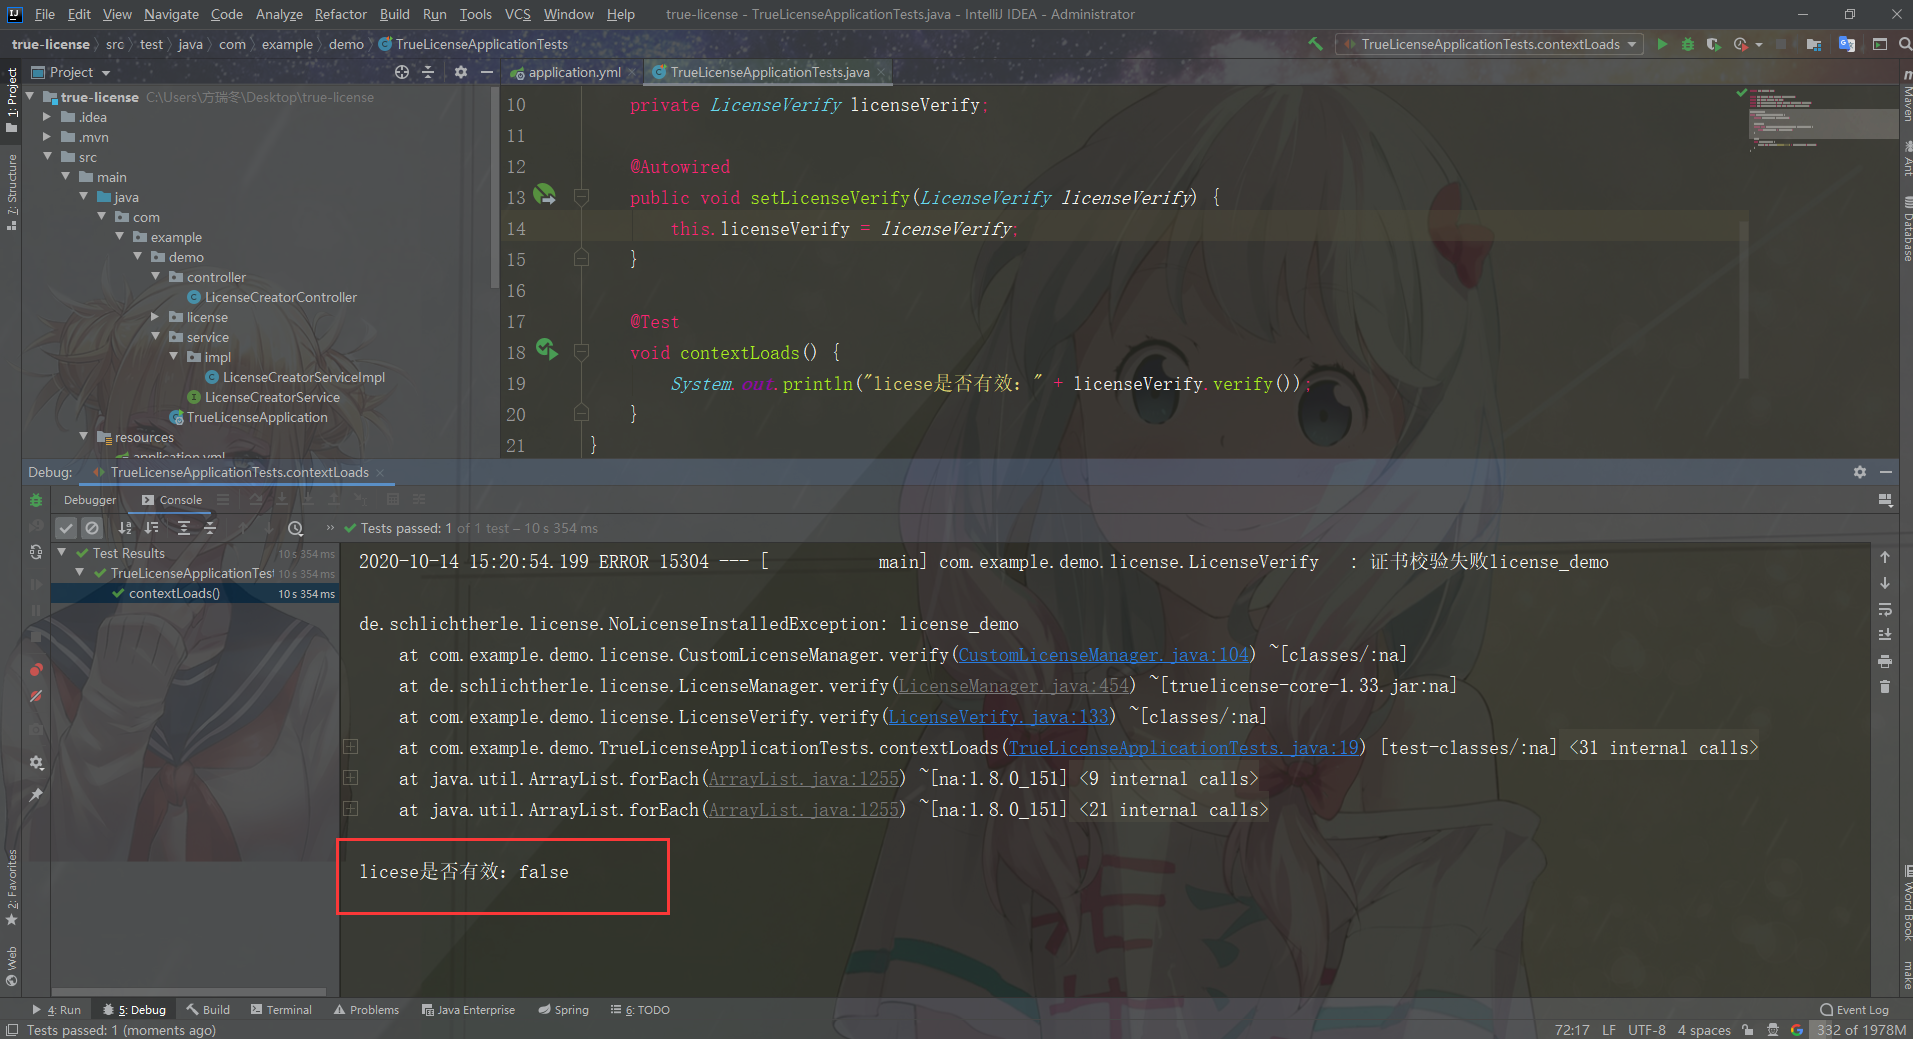 File Edit View Navigate Code Analyze Refactor Build Run Tools VCS Window Help true-license - TrueLicenseApplicationTests.java - IntelliJ IDEA - Administrator
true-license src test java com example demo TrueLicenseApplicationTests TrueLicenseApplicationTests.contextLoads
Project application.yml TrueLicenseApplicationTests.java
1: Project
7: Structure
2: Favorites
Web
Maven
Ant
Database
Word Book
make
true-license C:\Users\方瑞冬\Desktop\true-license
.idea
.mvn
src
main
java
com
example
demo
controller
LicenseCreatorController
license
service
impl
LicenseCreatorServiceImpl
LicenseCreatorService
TrueLicenseApplication
resources
application.yml
10 private LicenseVerify licenseVerify;
11
12 @Autowired
13 public void setLicenseVerify(LicenseVerify licenseVerify) {
14 this.licenseVerify = licenseVerify;
15 }
16
17 @Test
18 void contextLoads() {
19 System.out.println("licese是否有效：" + licenseVerify.verify());
20 }
21 }
Debug: TrueLicenseApplicationTests.contextLoads
Debugger Console
Tests passed: 1 of 1 test – 10 s 354 ms
Test Results 10 s 354 ms
TrueLicenseApplicationTest 10 s 354 ms
contextLoads() 10 s 354 ms
2020-10-14 15:20:54.199 ERROR 15304 --- [ main] com.example.demo.license.LicenseVerify : 证书校验失败license_demo
de.schlichtherle.license.NoLicenseInstalledException: license_demo
at com.example.demo.license.CustomLicenseManager.verify(CustomLicenseManager.java:104) ~[classes/:na]
at de.schlichtherle.license.LicenseManager.verify(LicenseManager.java:454) ~[truelicense-core-1.33.jar:na]
at com.example.demo.license.LicenseVerify.verify(LicenseVerify.java:133) ~[classes/:na]
at com.example.demo.TrueLicenseApplicationTests.contextLoads(TrueLicenseApplicationTests.java:19) [test-classes/:na] <31 internal calls>
at java.util.ArrayList.forEach(ArrayList.java:1255) ~[na:1.8.0_151] <9 internal calls>
at java.util.ArrayList.forEach(ArrayList.java:1255) ~[na:1.8.0_151] <21 internal calls>
licese是否有效：false
4: Run 5: Debug Build Terminal Problems Java Enterprise Spring 6: TODO Event Log
Tests passed: 1 (moments ago) 72:17 LF UTF-8 4 spaces 332 of 1978M